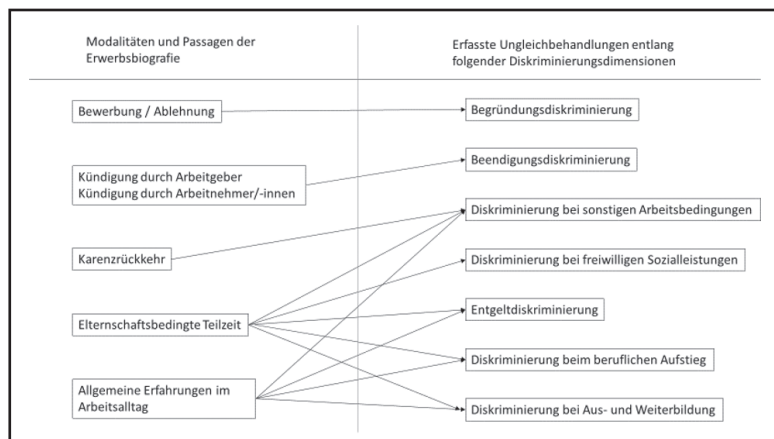 Modalitäten und Passagen der
Erwerbsbiografie
Erfasste Ungleichbehandlungen entlang
folgender Diskriminierungsdimensionen
Bewerbung / Ablehnung
Begründungsdiskriminierung
Kündigung durch Arbeitgeber
Kündigung durch Arbeitnehmer/-innen
Beendigungsdiskriminierung
Diskriminierung bei sonstigen Arbeitsbedingungen
Karenzrückkehr
Diskriminierung bei freiwilligen Sozialleistungen
Elternschaftsbedingte Teilzeit
Entgeltdiskriminierung
Diskriminierung beim beruflichen Aufstieg
Allgemeine Erfahrungen im
Arbeitsalltag
Diskriminierung bei Aus- und Weiterbildung